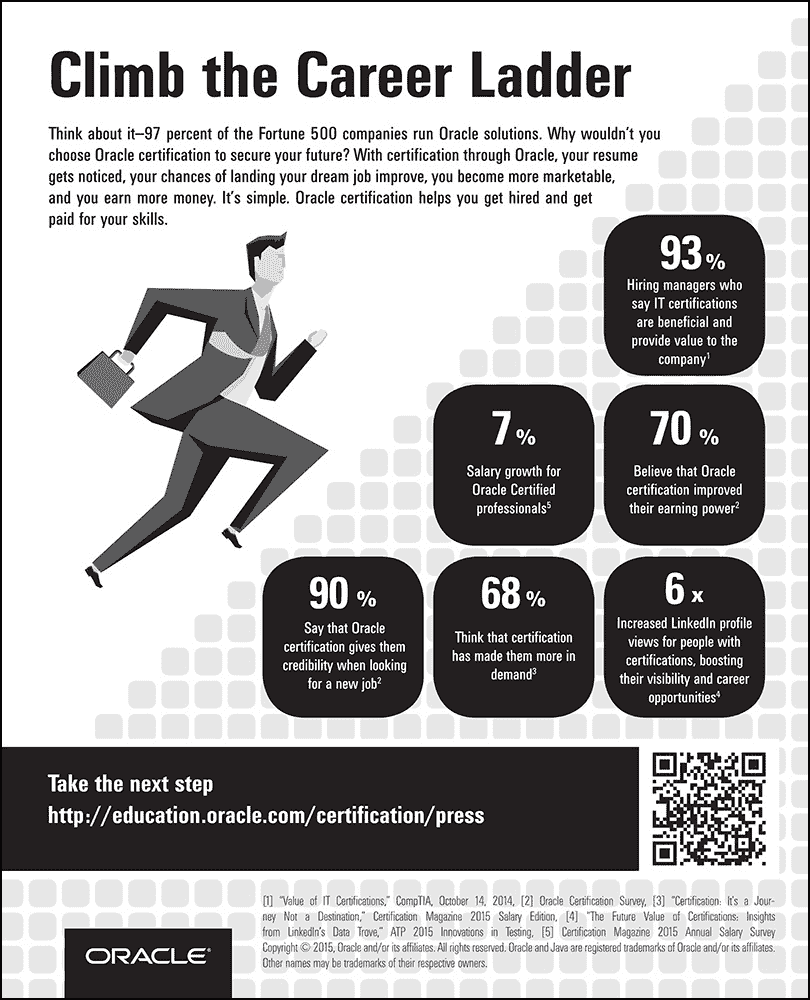 Climb the Career Ladder
Think about it–97 percent of the Fortune 500 companies run Oracle solutions. Why wouldn't you
choose Oracle certification to secure your future? With certification through Oracle, your resume
gets noticed, your chances of landing your dream job improve, you become more marketable,
and you earn more money. It's simple. Oracle certification helps you get hired and get
paid for your skills.
93%
Hiring managers who
say IT certifications
are beneficial and
provide value to the
company¹
7%
Salary growth for
Oracle Certified
professionals⁵
70%
Believe that Oracle
certification improved
their earning power²
90%
Say that Oracle
certification gives them
credibility when looking
for a new job²
68%
Think that certification
has made them more in
demand³
6x
Increased LinkedIn profile
views for people with
certifications, boosting
their visibility and career
opportunities⁴
Take the next step
http://education.oracle.com/certification/press
[1] "Value of IT Certifications," CompTIA, October 14, 2014, [2] Oracle Certification Survey, [3] "Certification: It's a Jour-
ney Not a Destination," Certification Magazine 2015 Salary Edition, [4] "The Future Value of Certifications: Insights
from LinkedIn's Data Trove," ATP 2015 Innovations in Testing, [5] Certification Magazine 2015 Annual Salary Survey
Copyright © 2015, Oracle and/or its affiliates. All rights reserved. Oracle and Java are registered trademarks of Oracle and/or its affiliates.
Other names may be trademarks of their respective owners.
ORACLE®